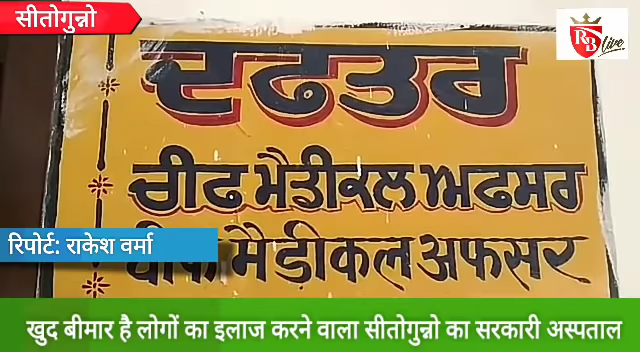 सीतोगुन्नो
RB Live
ਦਫਤਰ
ਚੀਫ ਮੈਡੀਕਲ ਅਫਸਰ
रिपोर्ट: राकेश वर्मा
चीफ मैडीकल अफसर
खुद बीमार है लोगों का इलाज करने वाला सीतोगुन्नो का सरकारी अस्पताल